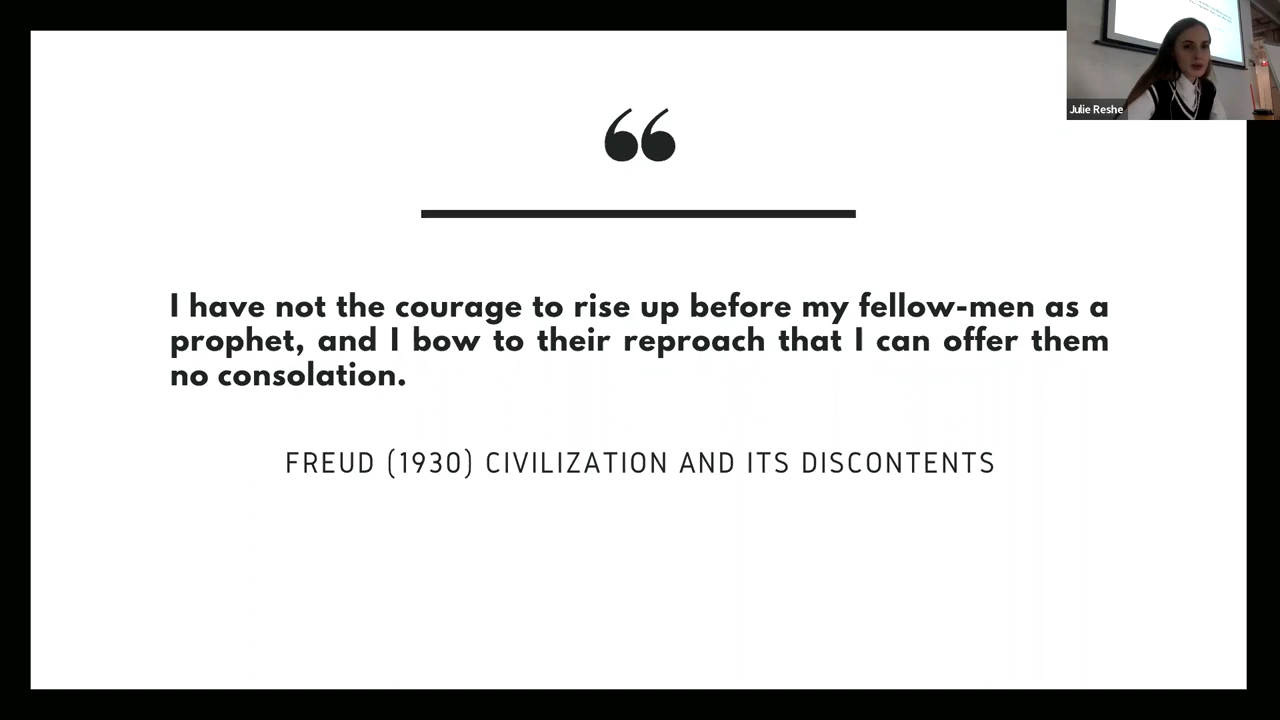 Julie Reshe
“
I have not the courage to rise up before my fellow-men as a
prophet, and I bow to their reproach that I can offer them
no consolation.
FREUD (1930) CIVILIZATION AND ITS DISCONTENTS